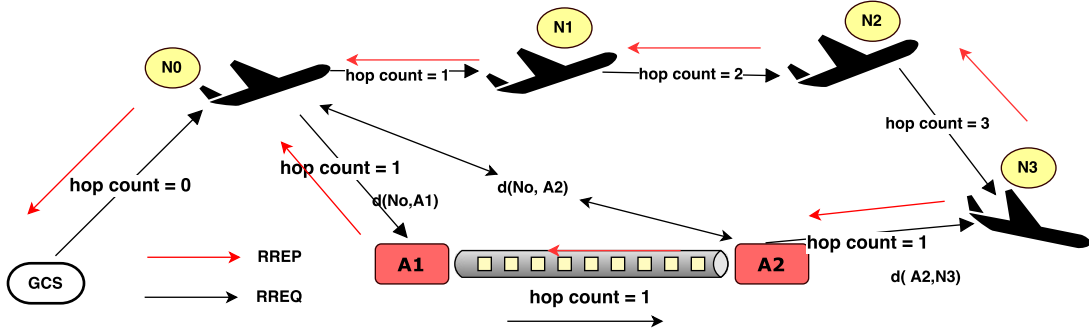 N0
N1
N2
hop count = 1
hop count = 2
hop count = 3
N3
hop count = 0
hop count = 1
d(No,A1)
d(No, A2)
A1
A2
hop count = 1
d( A2,N3)
GCS
RREP
RREQ
hop count = 1